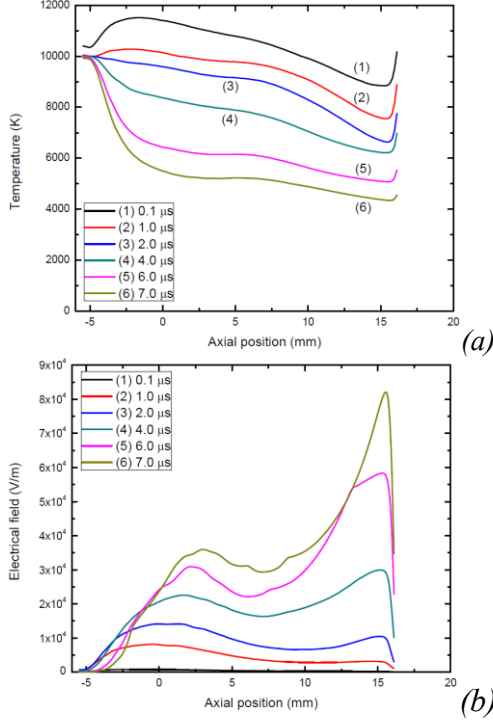 12000
10000
8000
6000
4000
2000
0
Temperature (K)
(1)
(2)
(3)
(4)
(5)
(6)
(1) 0.1 μs
(2) 1.0 μs
(3) 2.0 μs
(4) 4.0 μs
(5) 6.0 μs
(6) 7.0 μs
-5 0 5 10 15 20
Axial position (mm)
(a)
9x10⁴
8x10⁴
7x10⁴
6x10⁴
5x10⁴
4x10⁴
3x10⁴
2x10⁴
1x10⁴
0
Electrical field (V/m)
(1) 0.1 μs
(2) 1.0 μs
(3) 2.0 μs
(4) 4.0 μs
(5) 6.0 μs
(6) 7.0 μs
-5 0 5 10 15 20
Axial position (mm)
(b)